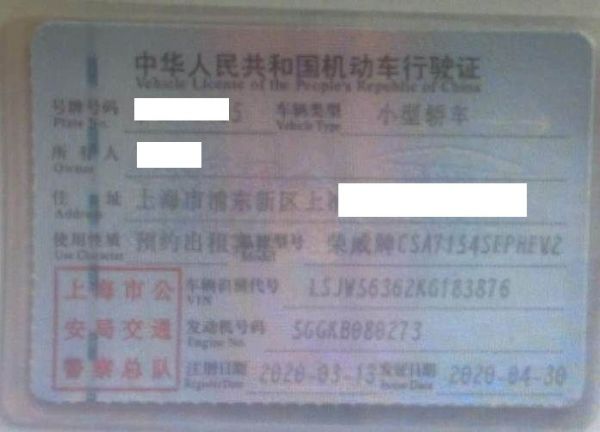 中华人民共和国机动车行驶证
Vehicle License of the People's Republic of China
号牌号码 5 车辆类型 小型轿车
Plate No. Vehicle Type
所有人
Owner
住址 上海市浦东新区上
Address
使用性质 预约出租客 品牌型号 荣威牌CSA7154SEPHEV2
Use Character Model
上海市公 车辆识别代号 LSJW56362KG183876
VIN
安局交通 发动机号码 5GGKB080273
Engine No.
警察总队 注册日期 2020-03-13 发证日期 2020-04-30
Register Date Issue Date